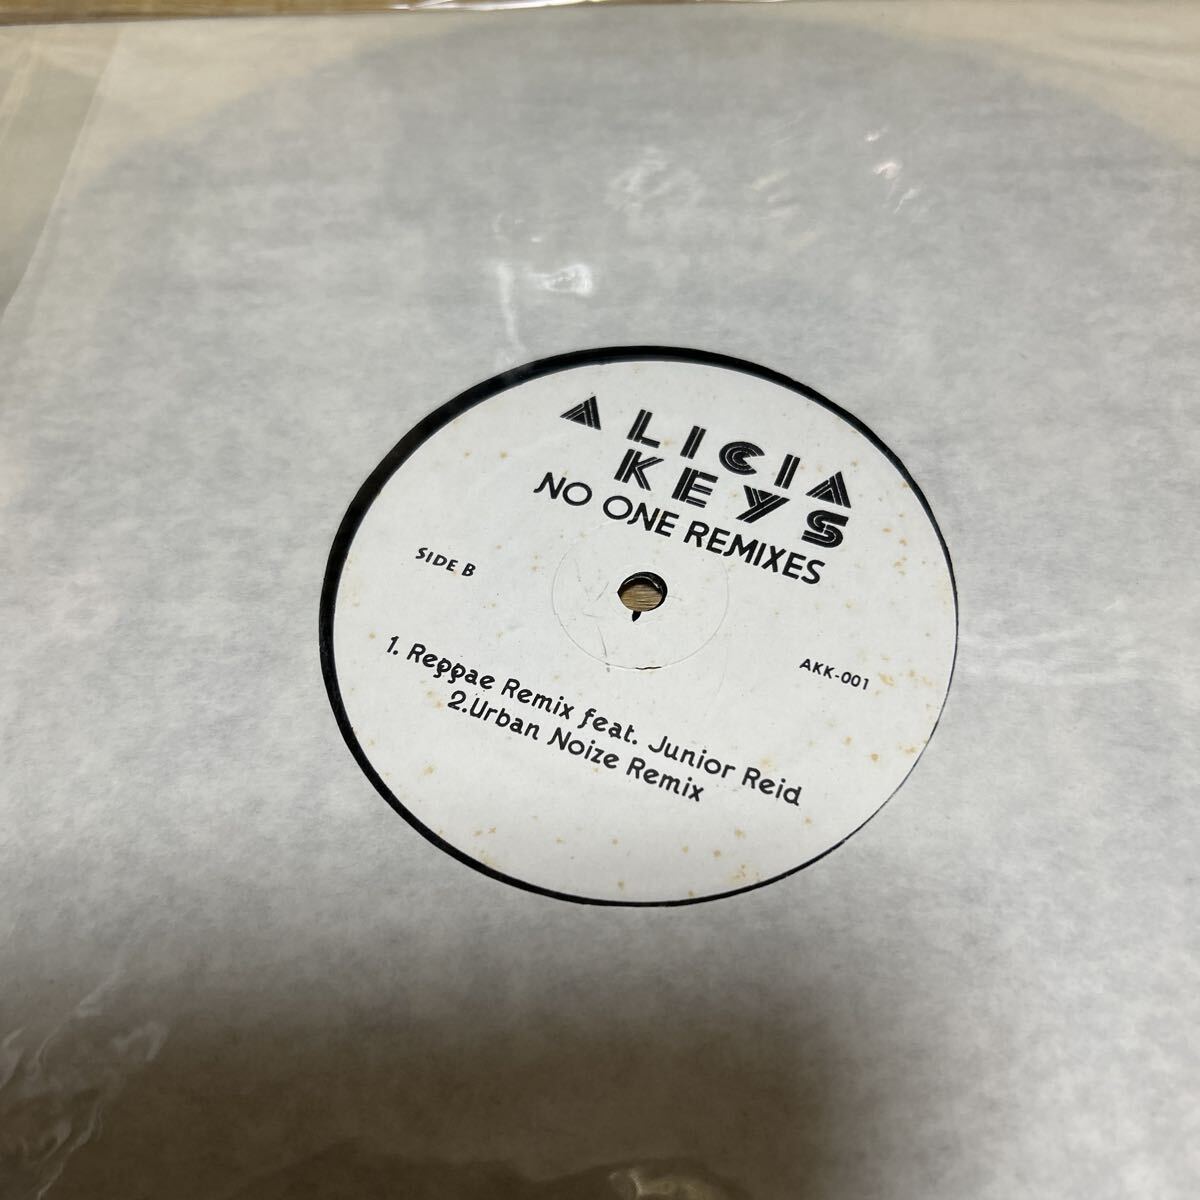 ALICIA
KEYS
NO ONE REMIXES
SIDE B
AKK-001
1. Reggae Remix feat. Junior Reid
2.Urban Noize Remix